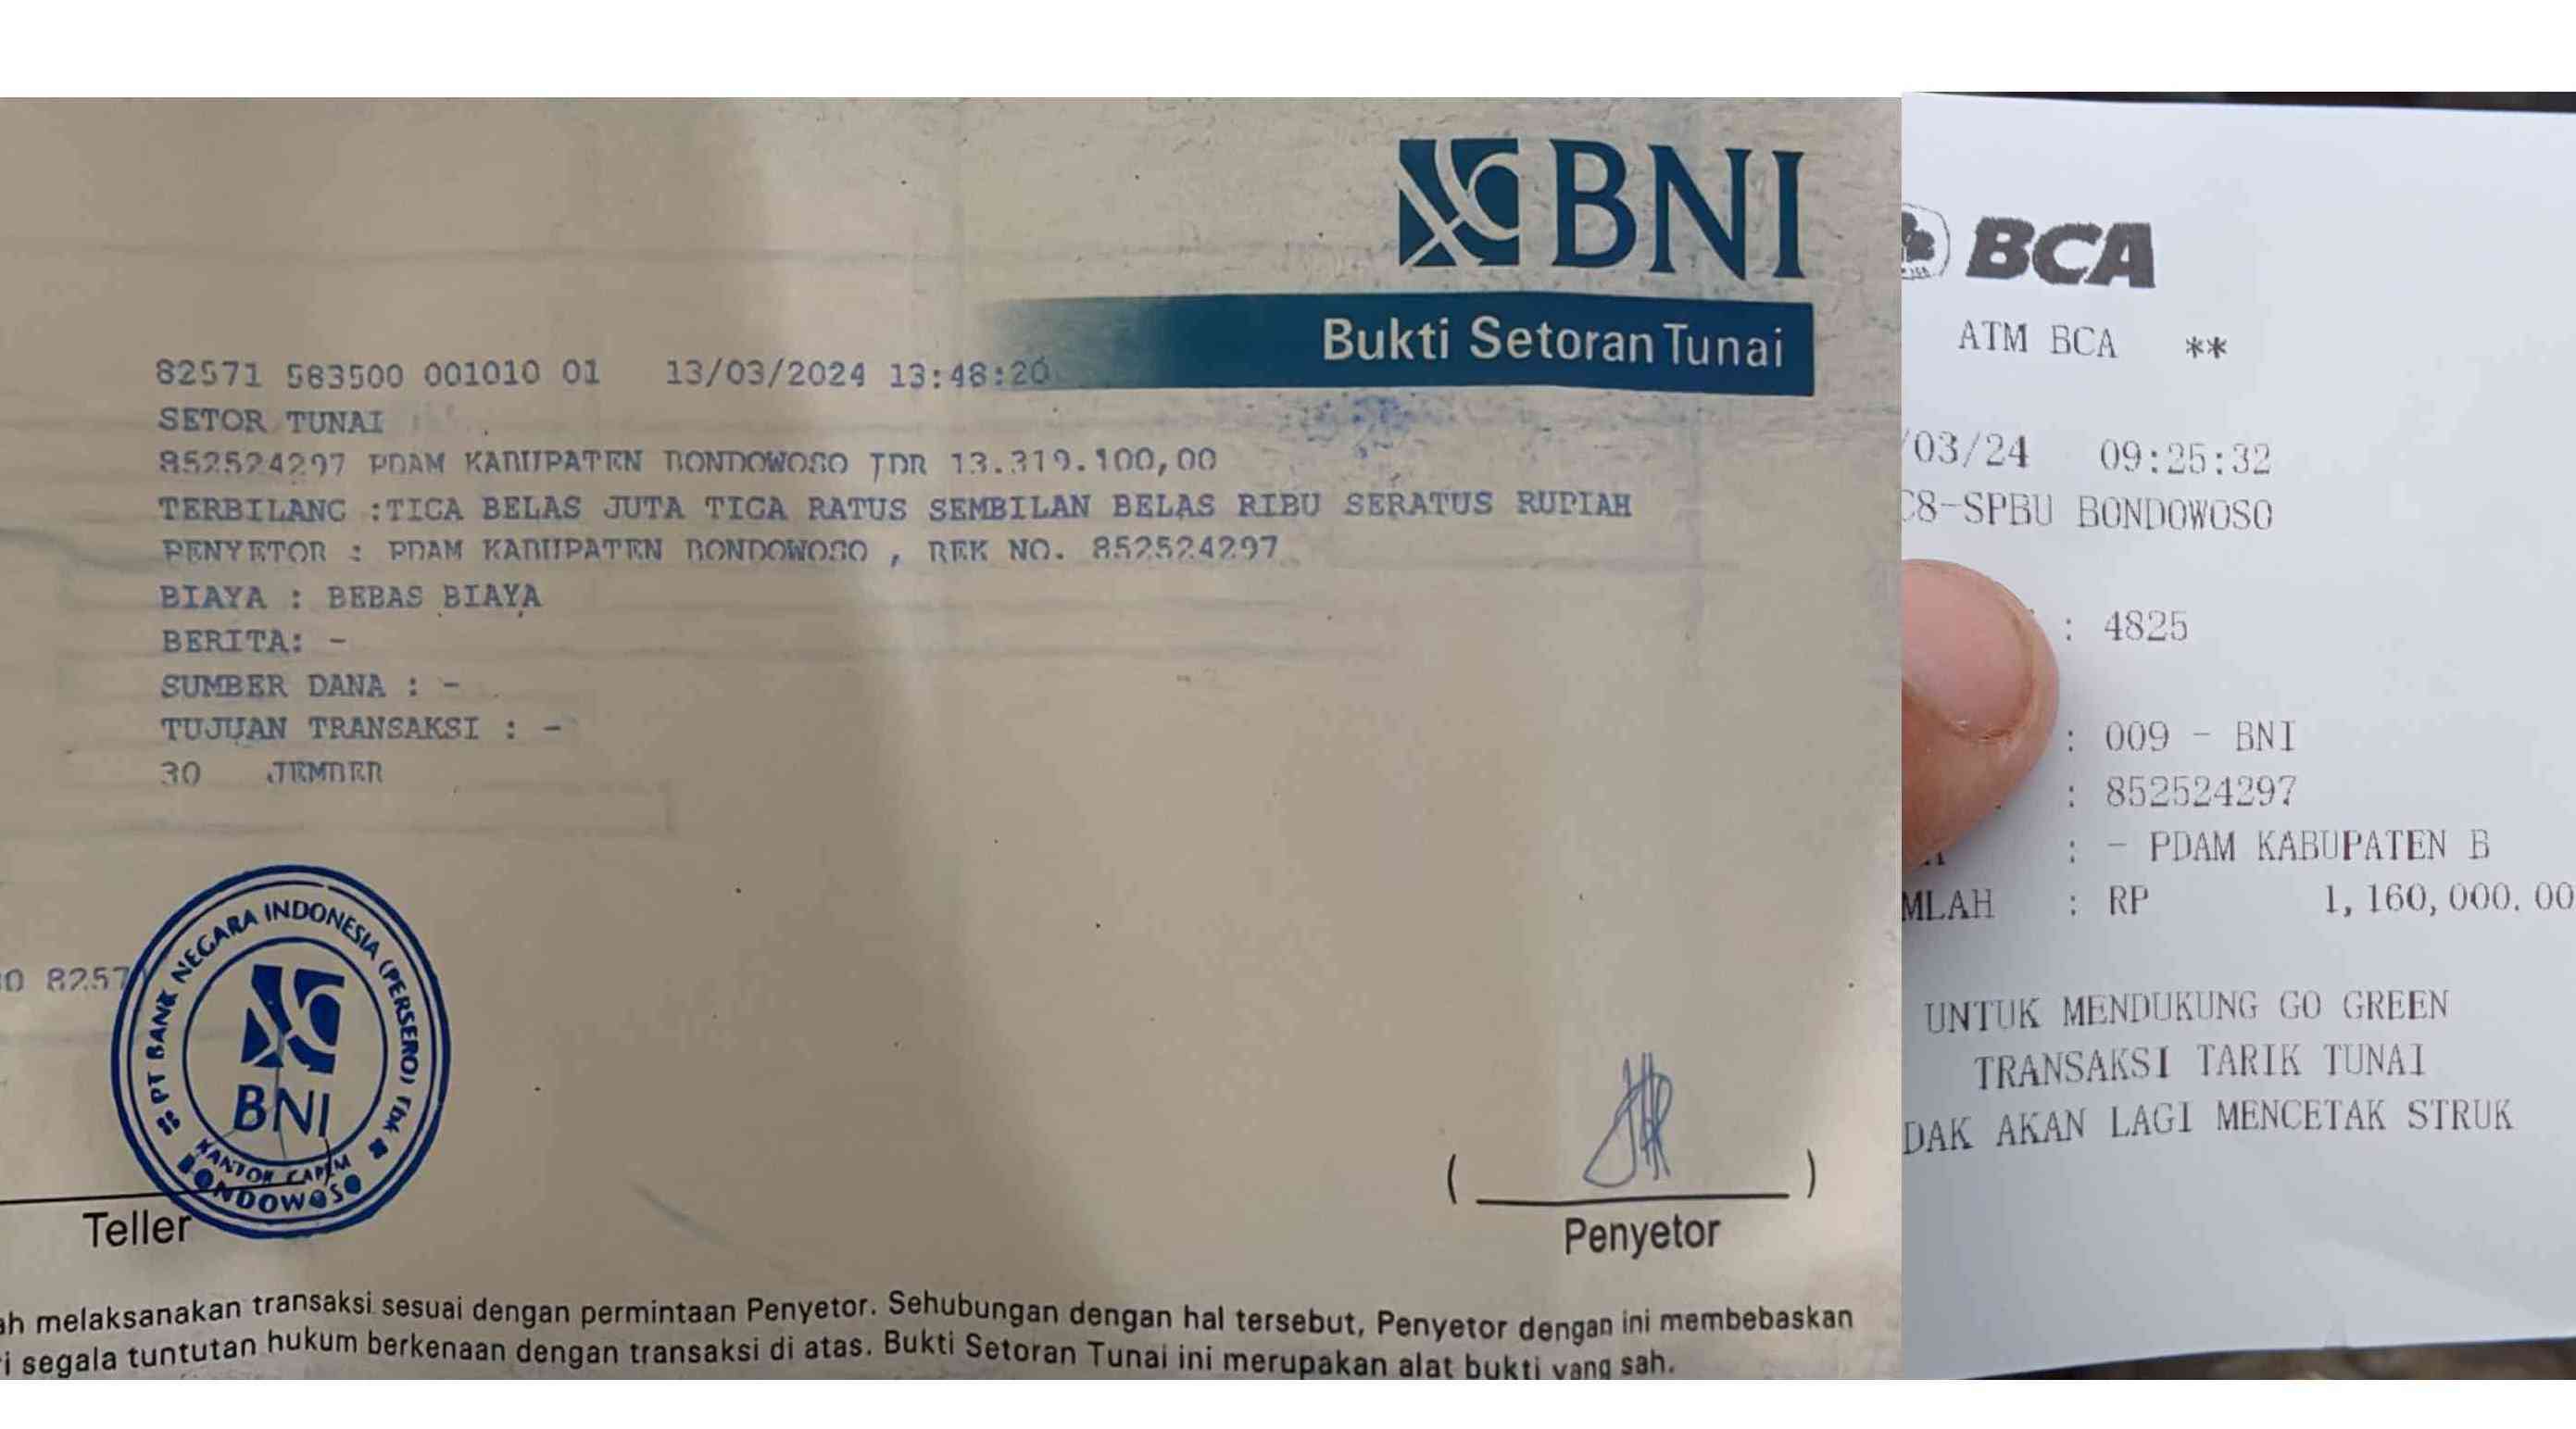 BNI
Bukti Setoran Tunai
82571 583500 001010 01 13/03/2024 13:48:20
SETOR TUNAI
852524297 PDAM KABUPATEN BONDOWOSO IDR 13.319.100,00
TERBILANG :TIGA BELAS JUTA TIGA RATUS SEMBILAN BELAS RIBU SERATUS RUPIAH
PENYETOR : PDAM KABUPATEN BONDOWOSO , REK NO. 852524297
BIAYA : BEBAS BIAYA
BERITA: -
SUMBER DANA : -
TUJUAN TRANSAKSI : -
30 JEMBER
0 8257
PT BANK NEGARA INDONESIA (PERSERO) Tbk
BNI
KANTOR CAPEM
BONDOWOSO
Teller
( )
Penyetor
ah melaksanakan transaksi sesuai dengan permintaan Penyetor. Sehubungan dengan hal tersebut, Penyetor dengan ini membebaskan
i segala tuntutan hukum berkenaan dengan transaksi di atas. Bukti Setoran Tunai ini merupakan alat bukti yang sah.
BCA
ATM BCA **
/03/24 09:25:32
C8-SPBU BONDOWOSO
: 4825
: 009 - BNI
: 852524297
: - PDAM KABUPATEN B
MLAH : RP 1,160,000.00
UNTUK MENDUKUNG GO GREEN
TRANSAKSI TARIK TUNAI
DAK AKAN LAGI MENCETAK STRUK